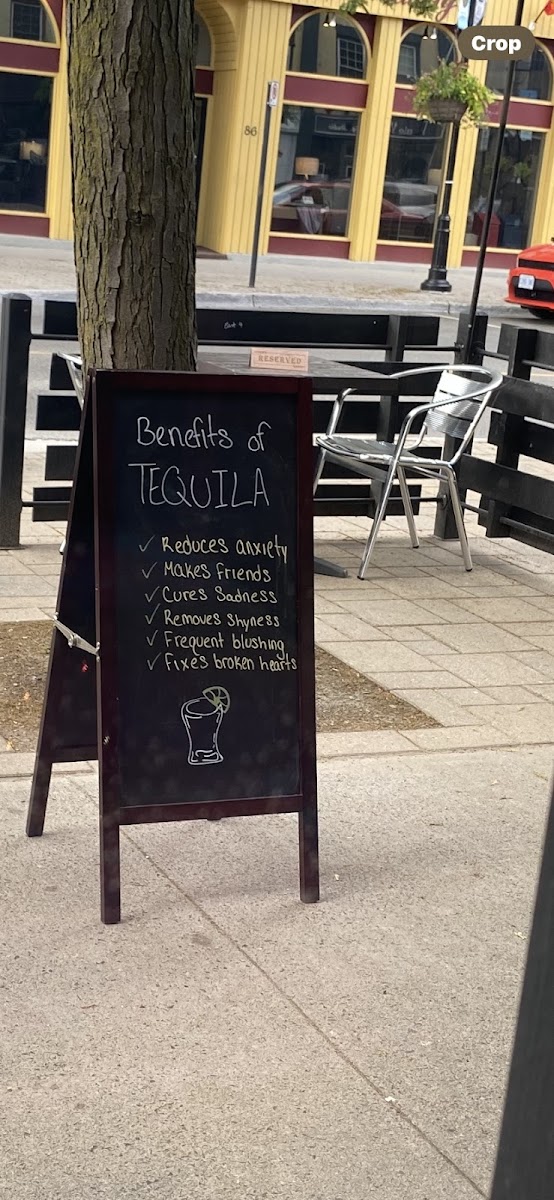 Crop
86
RESERVED
Benefits of
TEQUILA
✓ Reduces anxiety
✓ Makes friends
✓ Cures Sadness
✓ Removes shyness
✓ Frequent blushing
✓ Fixes broken hearts